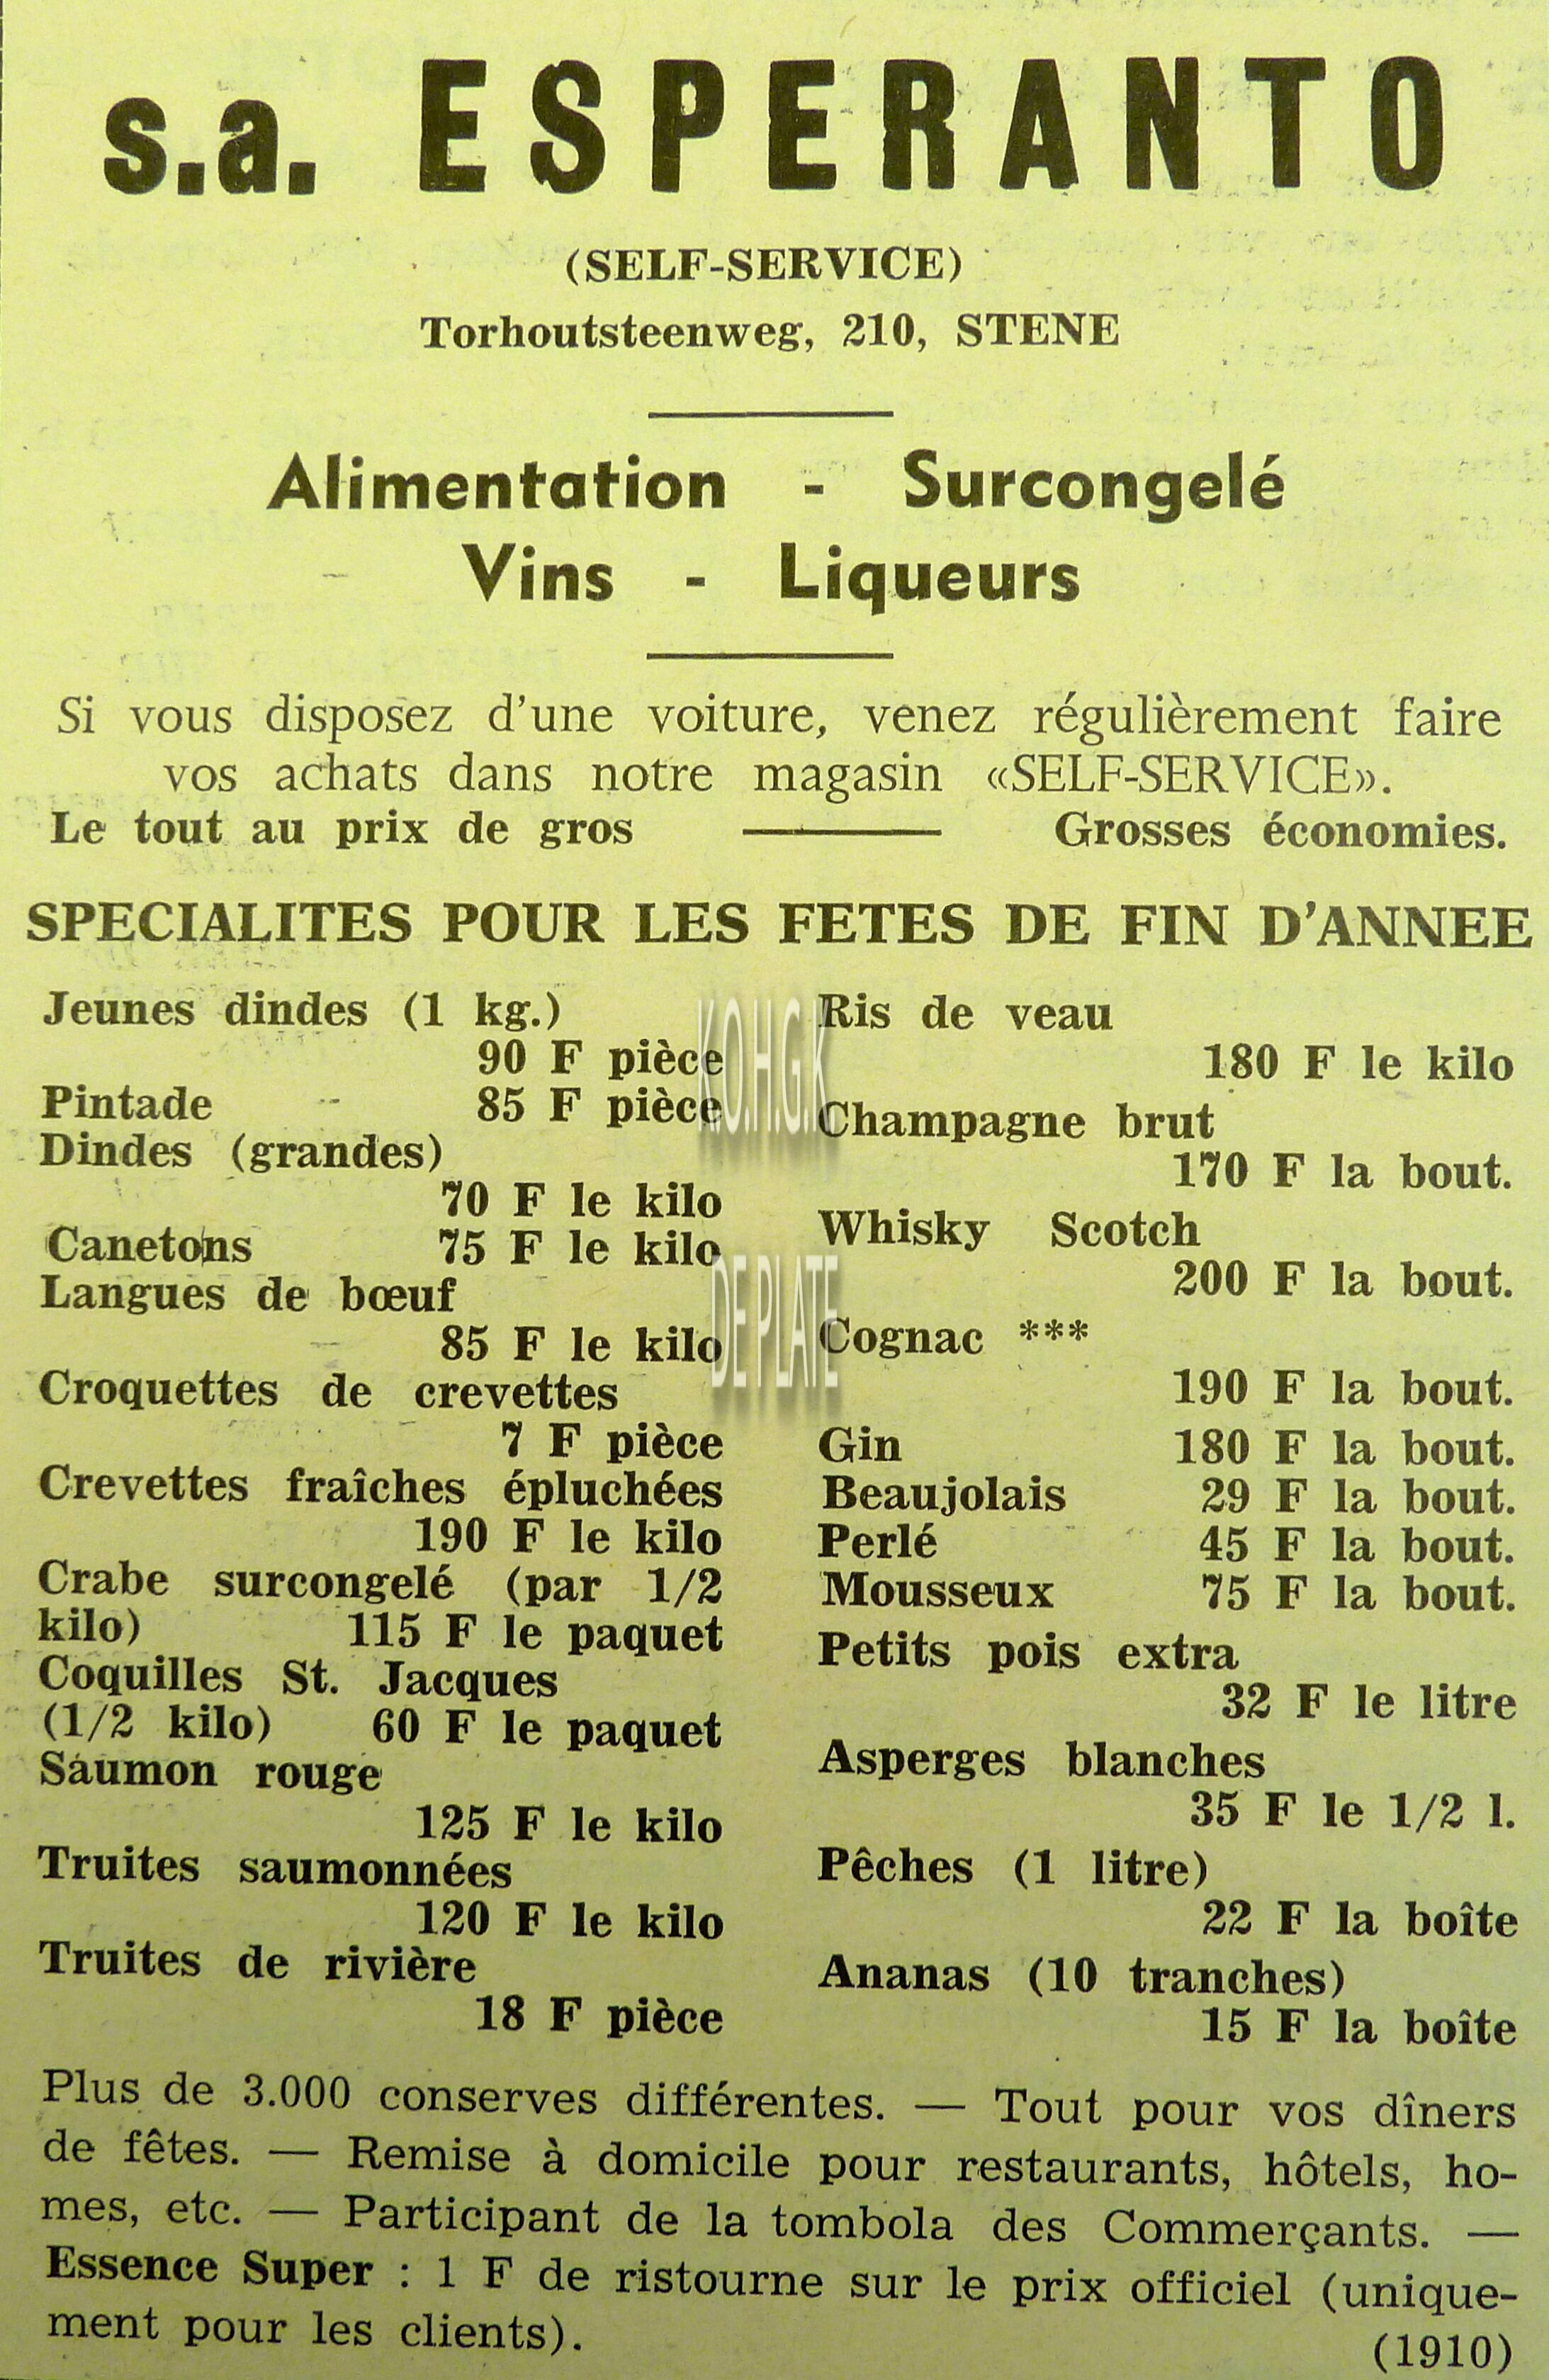 s.a. ESPERANTO
(SELF-SERVICE)
Torhoutsteenweg, 210, STENE
Alimentation - Surcongelé
Vins - Liqueurs
Si vous disposez d'une voiture, venez régulièrement faire
vos achats dans notre magasin «SELF-SERVICE».
Le tout au prix de gros — Grosses économies.
SPECIALITES POUR LES FETES DE FIN D'ANNEE
Jeunes dindes (1 kg.)
90 F pièce
Pintade 85 F pièce
Dindes (grandes)
70 F le kilo
Canetons 75 F le kilo
Langues de bœuf
85 F le kilo
Croquettes de crevettes
7 F pièce
Crevettes fraîches épluchées
190 F le kilo
Crabe surcongelé (par 1/2
kilo) 115 F le paquet
Coquilles St. Jacques
(1/2 kilo) 60 F le paquet
Saumon rouge
125 F le kilo
Truites saumonnées
120 F le kilo
Truites de rivière
18 F pièce
K.O.H.G.K
DE PLATE
Ris de veau
180 F le kilo
Champagne brut
170 F la bout.
Whisky Scotch
200 F la bout.
Cognac ***
190 F la bout.
Gin 180 F la bout.
Beaujolais 29 F la bout.
Perlé 45 F la bout.
Mousseux 75 F la bout.
Petits pois extra
32 F le litre
Asperges blanches
35 F le 1/2 l.
Pêches (1 litre)
22 F la boîte
Ananas (10 tranches)
15 F la boîte
Plus de 3.000 conserves différentes. — Tout pour vos dîners
de fêtes. — Remise à domicile pour restaurants, hôtels, ho-
mes, etc. — Participant de la tombola des Commerçants. —
Essence Super : 1 F de ristourne sur le prix officiel (unique-
ment pour les clients).
(1910)